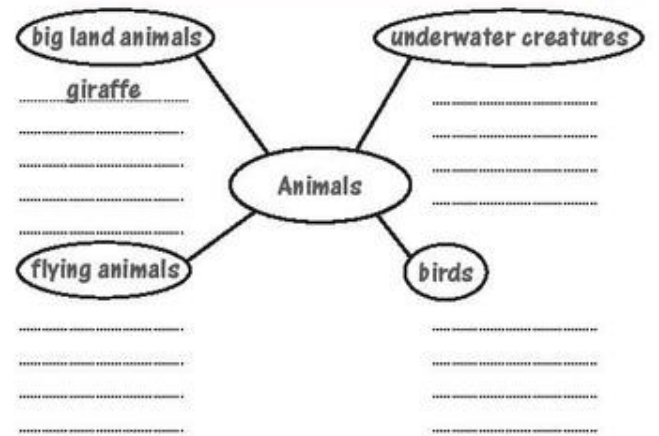 big land animals
giraffe
underwater creatures
Animals
flying animals
birds